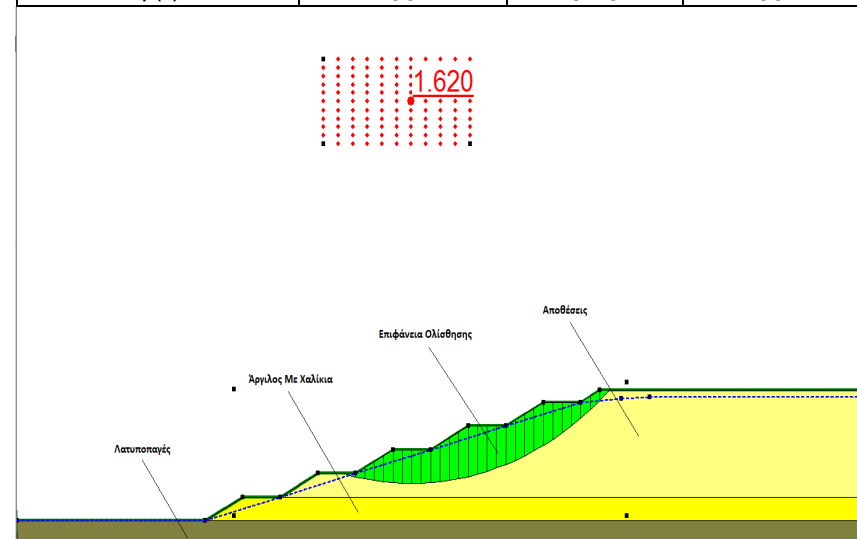 1.620
Αποθέσεις
Επιφάνεια Ολίσθησης
Άργιλος Με Χαλίκια
Λατυποπαγές